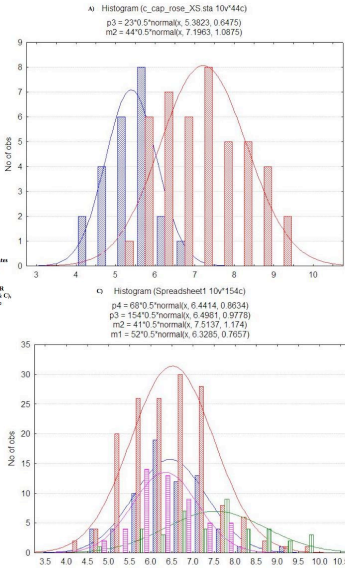 A) Histogram (c_cap_rose_XS.sta 10v*44c)
p3 = 23*0.5*normal(x, 5.3823, 0.6475)
m2 = 44*0.5*normal(x, 7.1963, 1.0875)
9
8
7
6
5
4
3
2
1
0
No of obs
3 4 5 6 7 8 9 10
C) Histogram (Spreadsheet1 10v*154c)
p4 = 68*0.5*normal(x, 6.4414, 0.8634)
p3 = 154*0.5*normal(x, 6.4981, 0.9778)
m2 = 41*0.5*normal(x, 7.5137, 1.174)
m1 = 52*0.5*normal(x, 6.3285, 0.7657)
35
30
25
20
15
10
5
0
No of obs
3.5 4.0 4.5 5.0 5.5 6.0 6.5 7.0 7.5 8.0 8.5 9.0 9.5 10.0 10.5